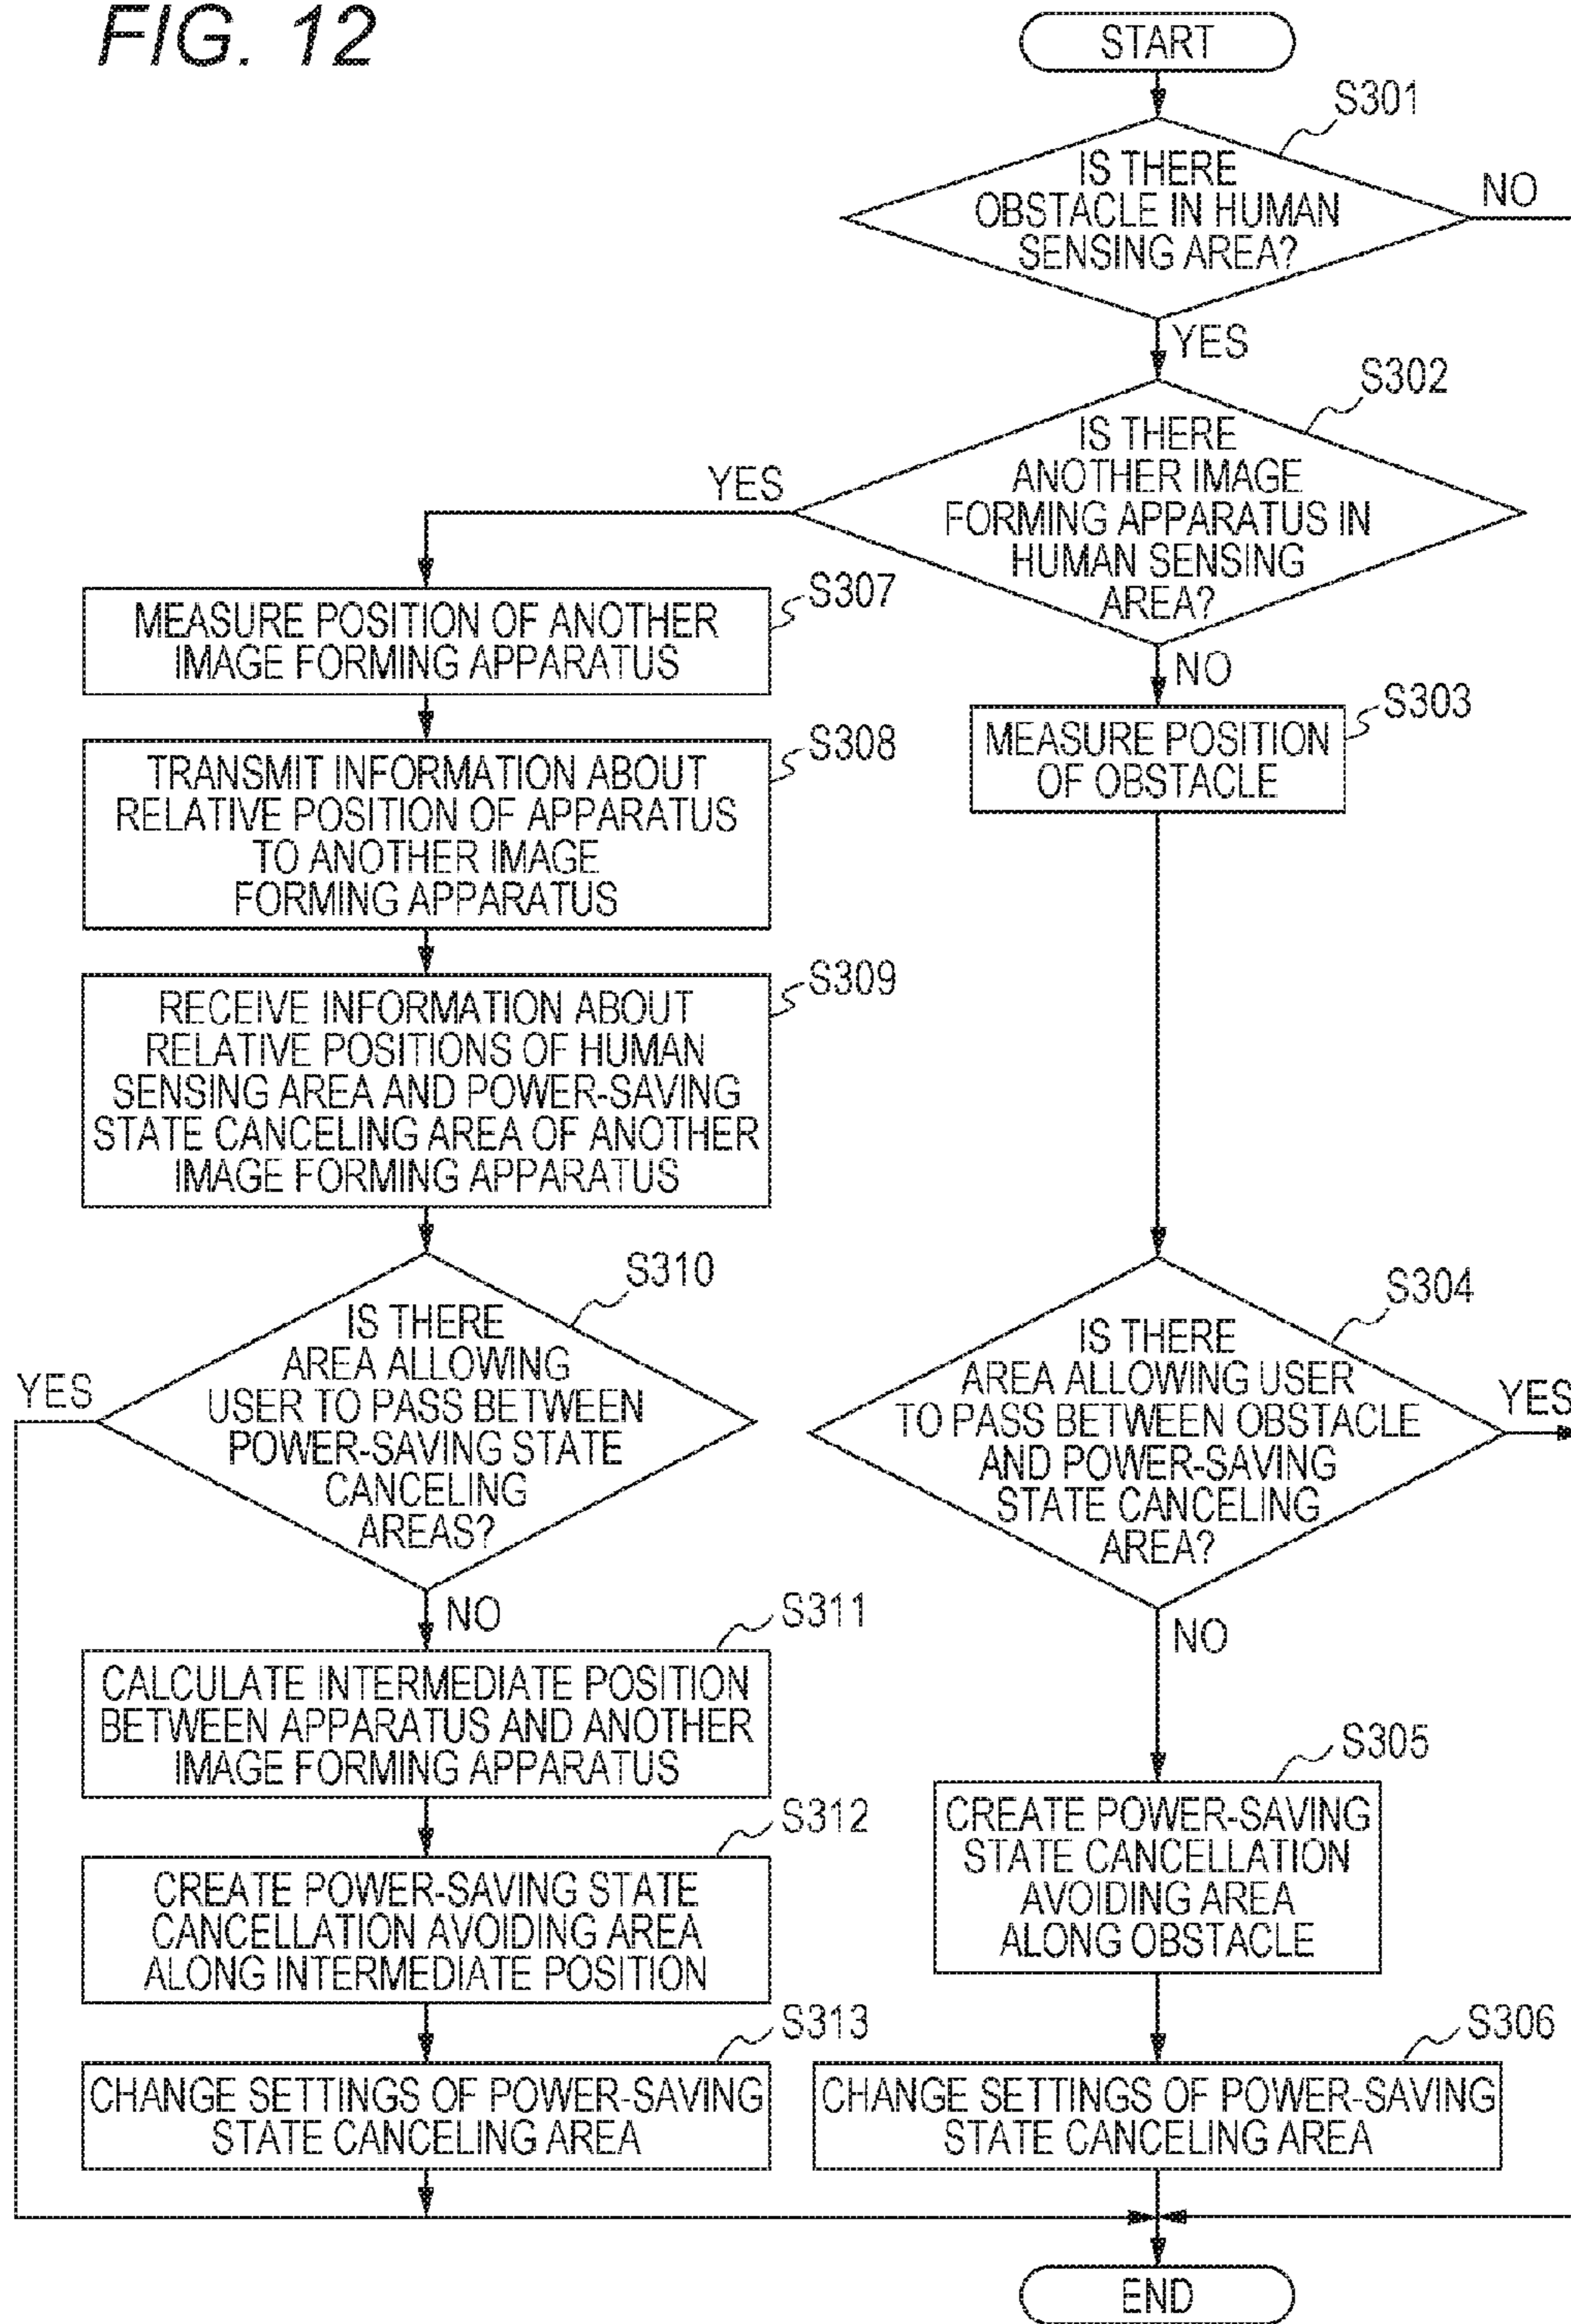 FIG. 12
START
S301
IS THERE
OBSTACLE IN HUMAN
SENSING AREA?
NO
YES
S302
IS THERE
ANOTHER IMAGE
FORMING APPARATUS IN
HUMAN SENSING
AREA?
YES
NO
S307
MEASURE POSITION OF ANOTHER
IMAGE FORMING APPARATUS
S303
MEASURE POSITION
OF OBSTACLE
S308
TRANSMIT INFORMATION ABOUT
RELATIVE POSITION OF APPARATUS
TO ANOTHER IMAGE
FORMING APPARATUS
S309
RECEIVE INFORMATION ABOUT
RELATIVE POSITIONS OF HUMAN
SENSING AREA AND POWER-SAVING
STATE CANCELING AREA OF ANOTHER
IMAGE FORMING APPARATUS
S310
IS THERE
AREA ALLOWING
USER TO PASS BETWEEN
POWER-SAVING STATE
CANCELING
AREAS?
YES
NO
S304
IS THERE
AREA ALLOWING USER
TO PASS BETWEEN OBSTACLE
AND POWER-SAVING
STATE CANCELING
AREA?
YES
NO
S311
CALCULATE INTERMEDIATE POSITION
BETWEEN APPARATUS AND ANOTHER
IMAGE FORMING APPARATUS
S305
CREATE POWER-SAVING
STATE CANCELLATION
AVOIDING AREA
ALONG OBSTACLE
S312
CREATE POWER-SAVING STATE
CANCELLATION AVOIDING AREA
ALONG INTERMEDIATE POSITION
S313
CHANGE SETTINGS OF POWER-SAVING
STATE CANCELING AREA
S306
CHANGE SETTINGS OF POWER-SAVING
STATE CANCELING AREA
END